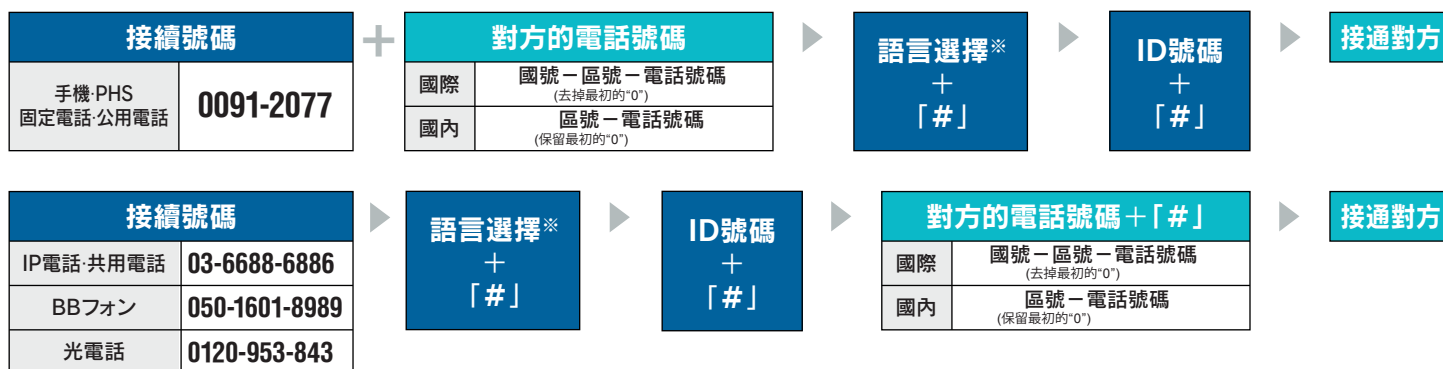 接續號碼
手機·PHS
固定電話·公用電話
0091-2077
+
對方的電話號碼
國際
國號－區號－電話號碼
(去掉最初的“0”)
國內
區號－電話號碼
(保留最初的“0”)
語言選擇※
+
「#」
ID號碼
+
「#」
接通對方
接續號碼
IP電話·共用電話 03-6688-6886
BBフォン 050-1601-8989
光電話 0120-953-843
語言選擇※
+
「#」
ID號碼
+
「#」
對方的電話號碼+「#」
國際
國號－區號－電話號碼
(去掉最初的“0”)
國內
區號－電話號碼
(保留最初的“0”)
接通對方